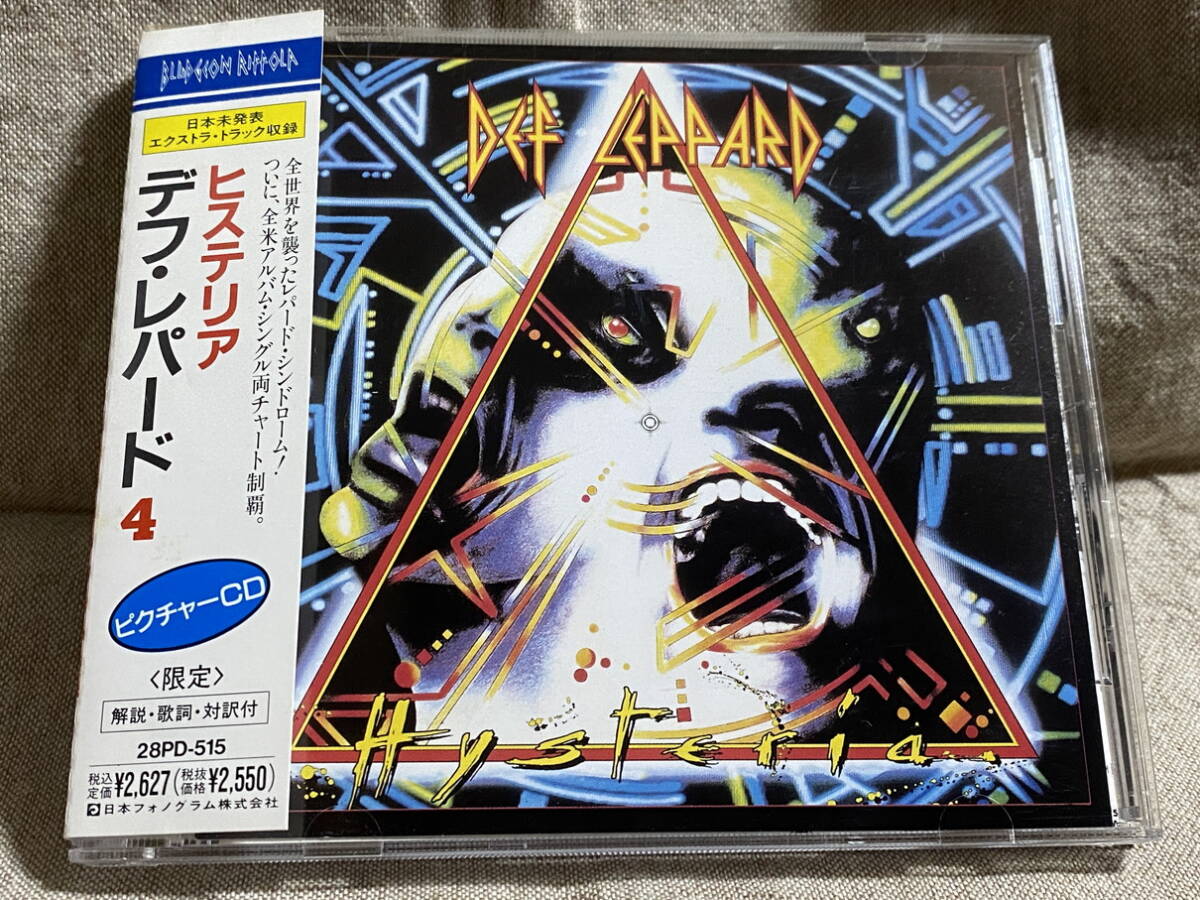 日本未発表
エクストラ・トラック収録
ヒステリア
デフ・レパード 4
全世界を襲ったレパード・シンドローム!
ついに、全米アルバム・シングル両チャート制覇。
ピクチャーCD
〈限定〉
解説・歌詞・対訳付
28PD-515
税込定価¥2,627(税抜価格¥2,550)
日本フォノグラム株式会社
DEF LEPPARD
Hysteria